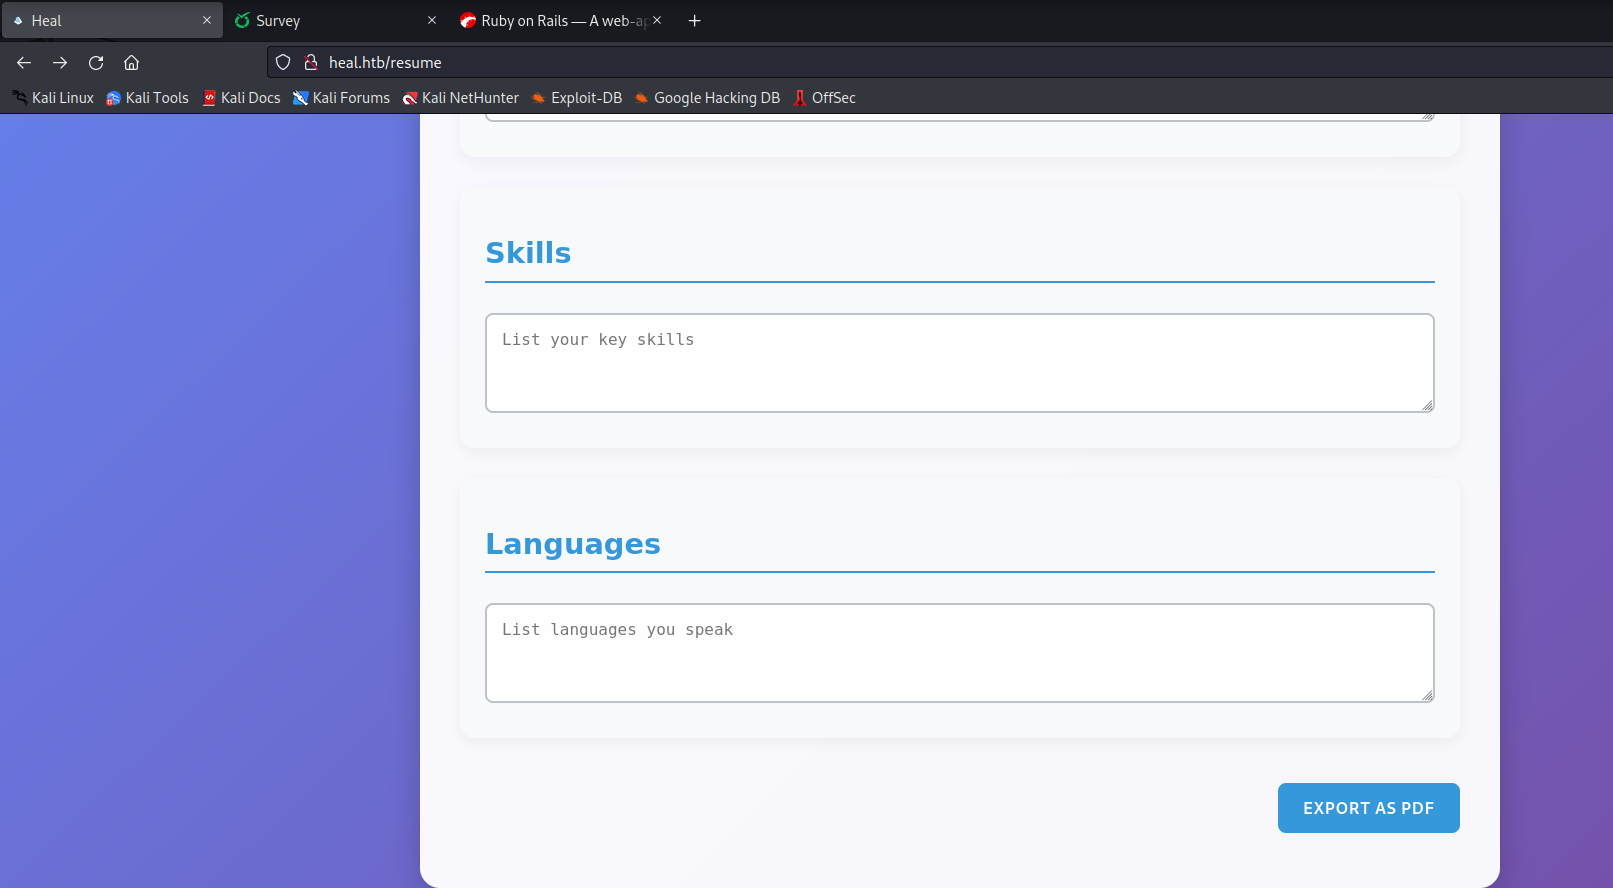 Heal
Survey
Ruby on Rails — A web-ap
heal.htb/resume
Kali Linux Kali Tools Kali Docs Kali Forums Kali NetHunter Exploit-DB Google Hacking DB OffSec
Skills
List your key skills
Languages
List languages you speak
EXPORT AS PDF